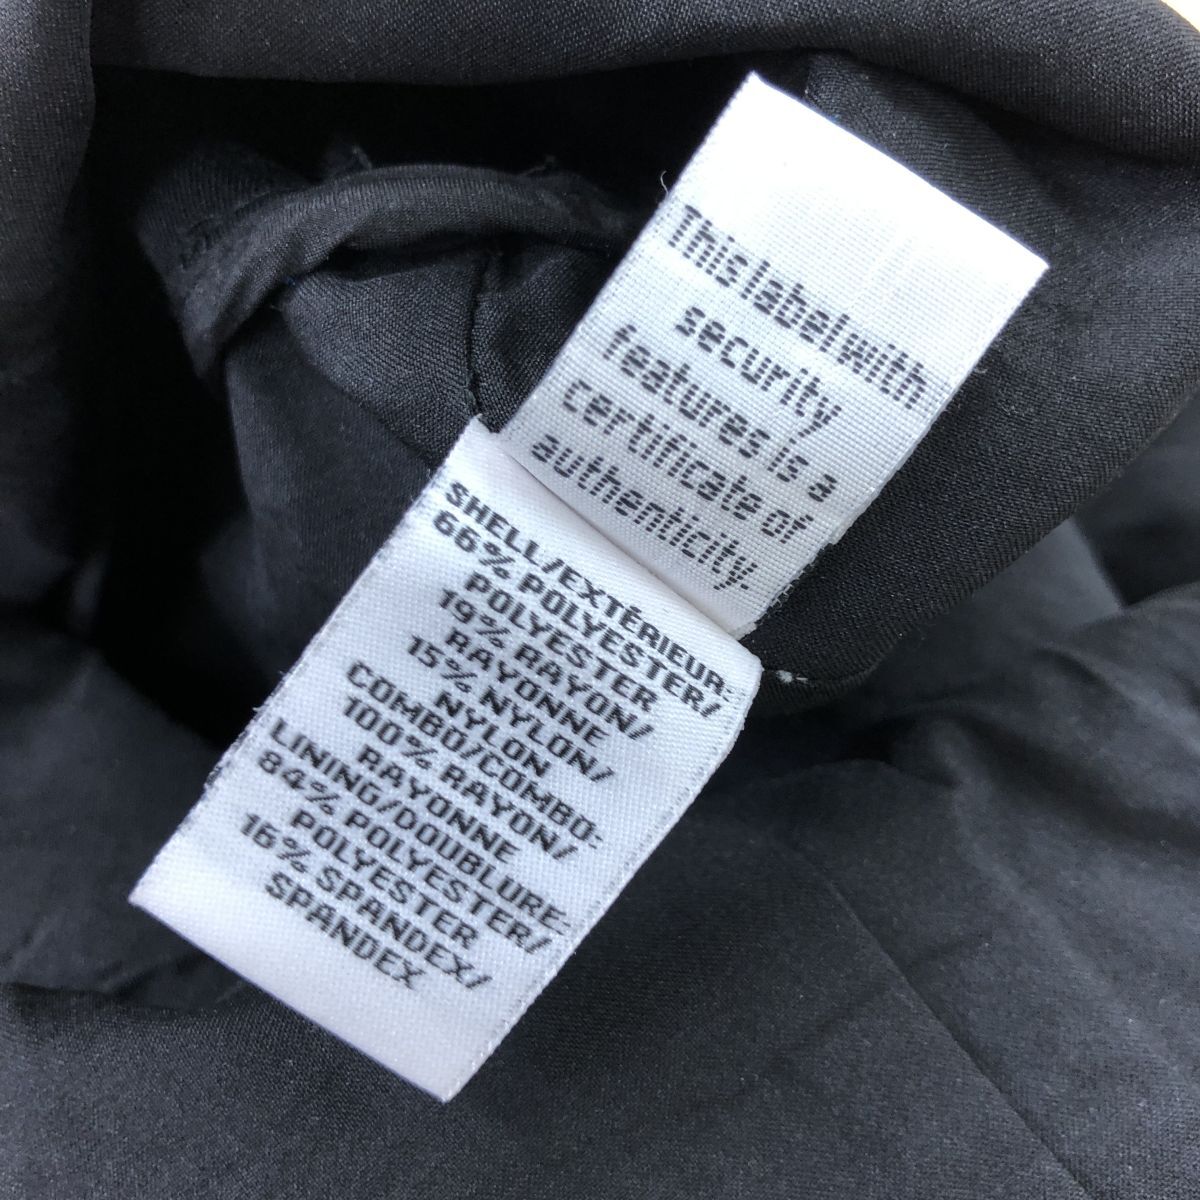 This label with
security
features is a
certificate of
authenticity.
SHELL/EXTÉRIEUR:
66% POLYESTER/
POLYESTER
19% RAYON/
RAYONNE
15% NYLON/
NYLON
COMBO/COMBO:
100% RAYON/
RAYONNE
LINING/DOUBLURE:
84% POLYESTER/
POLYESTER
16% SPANDEX/
SPANDEX